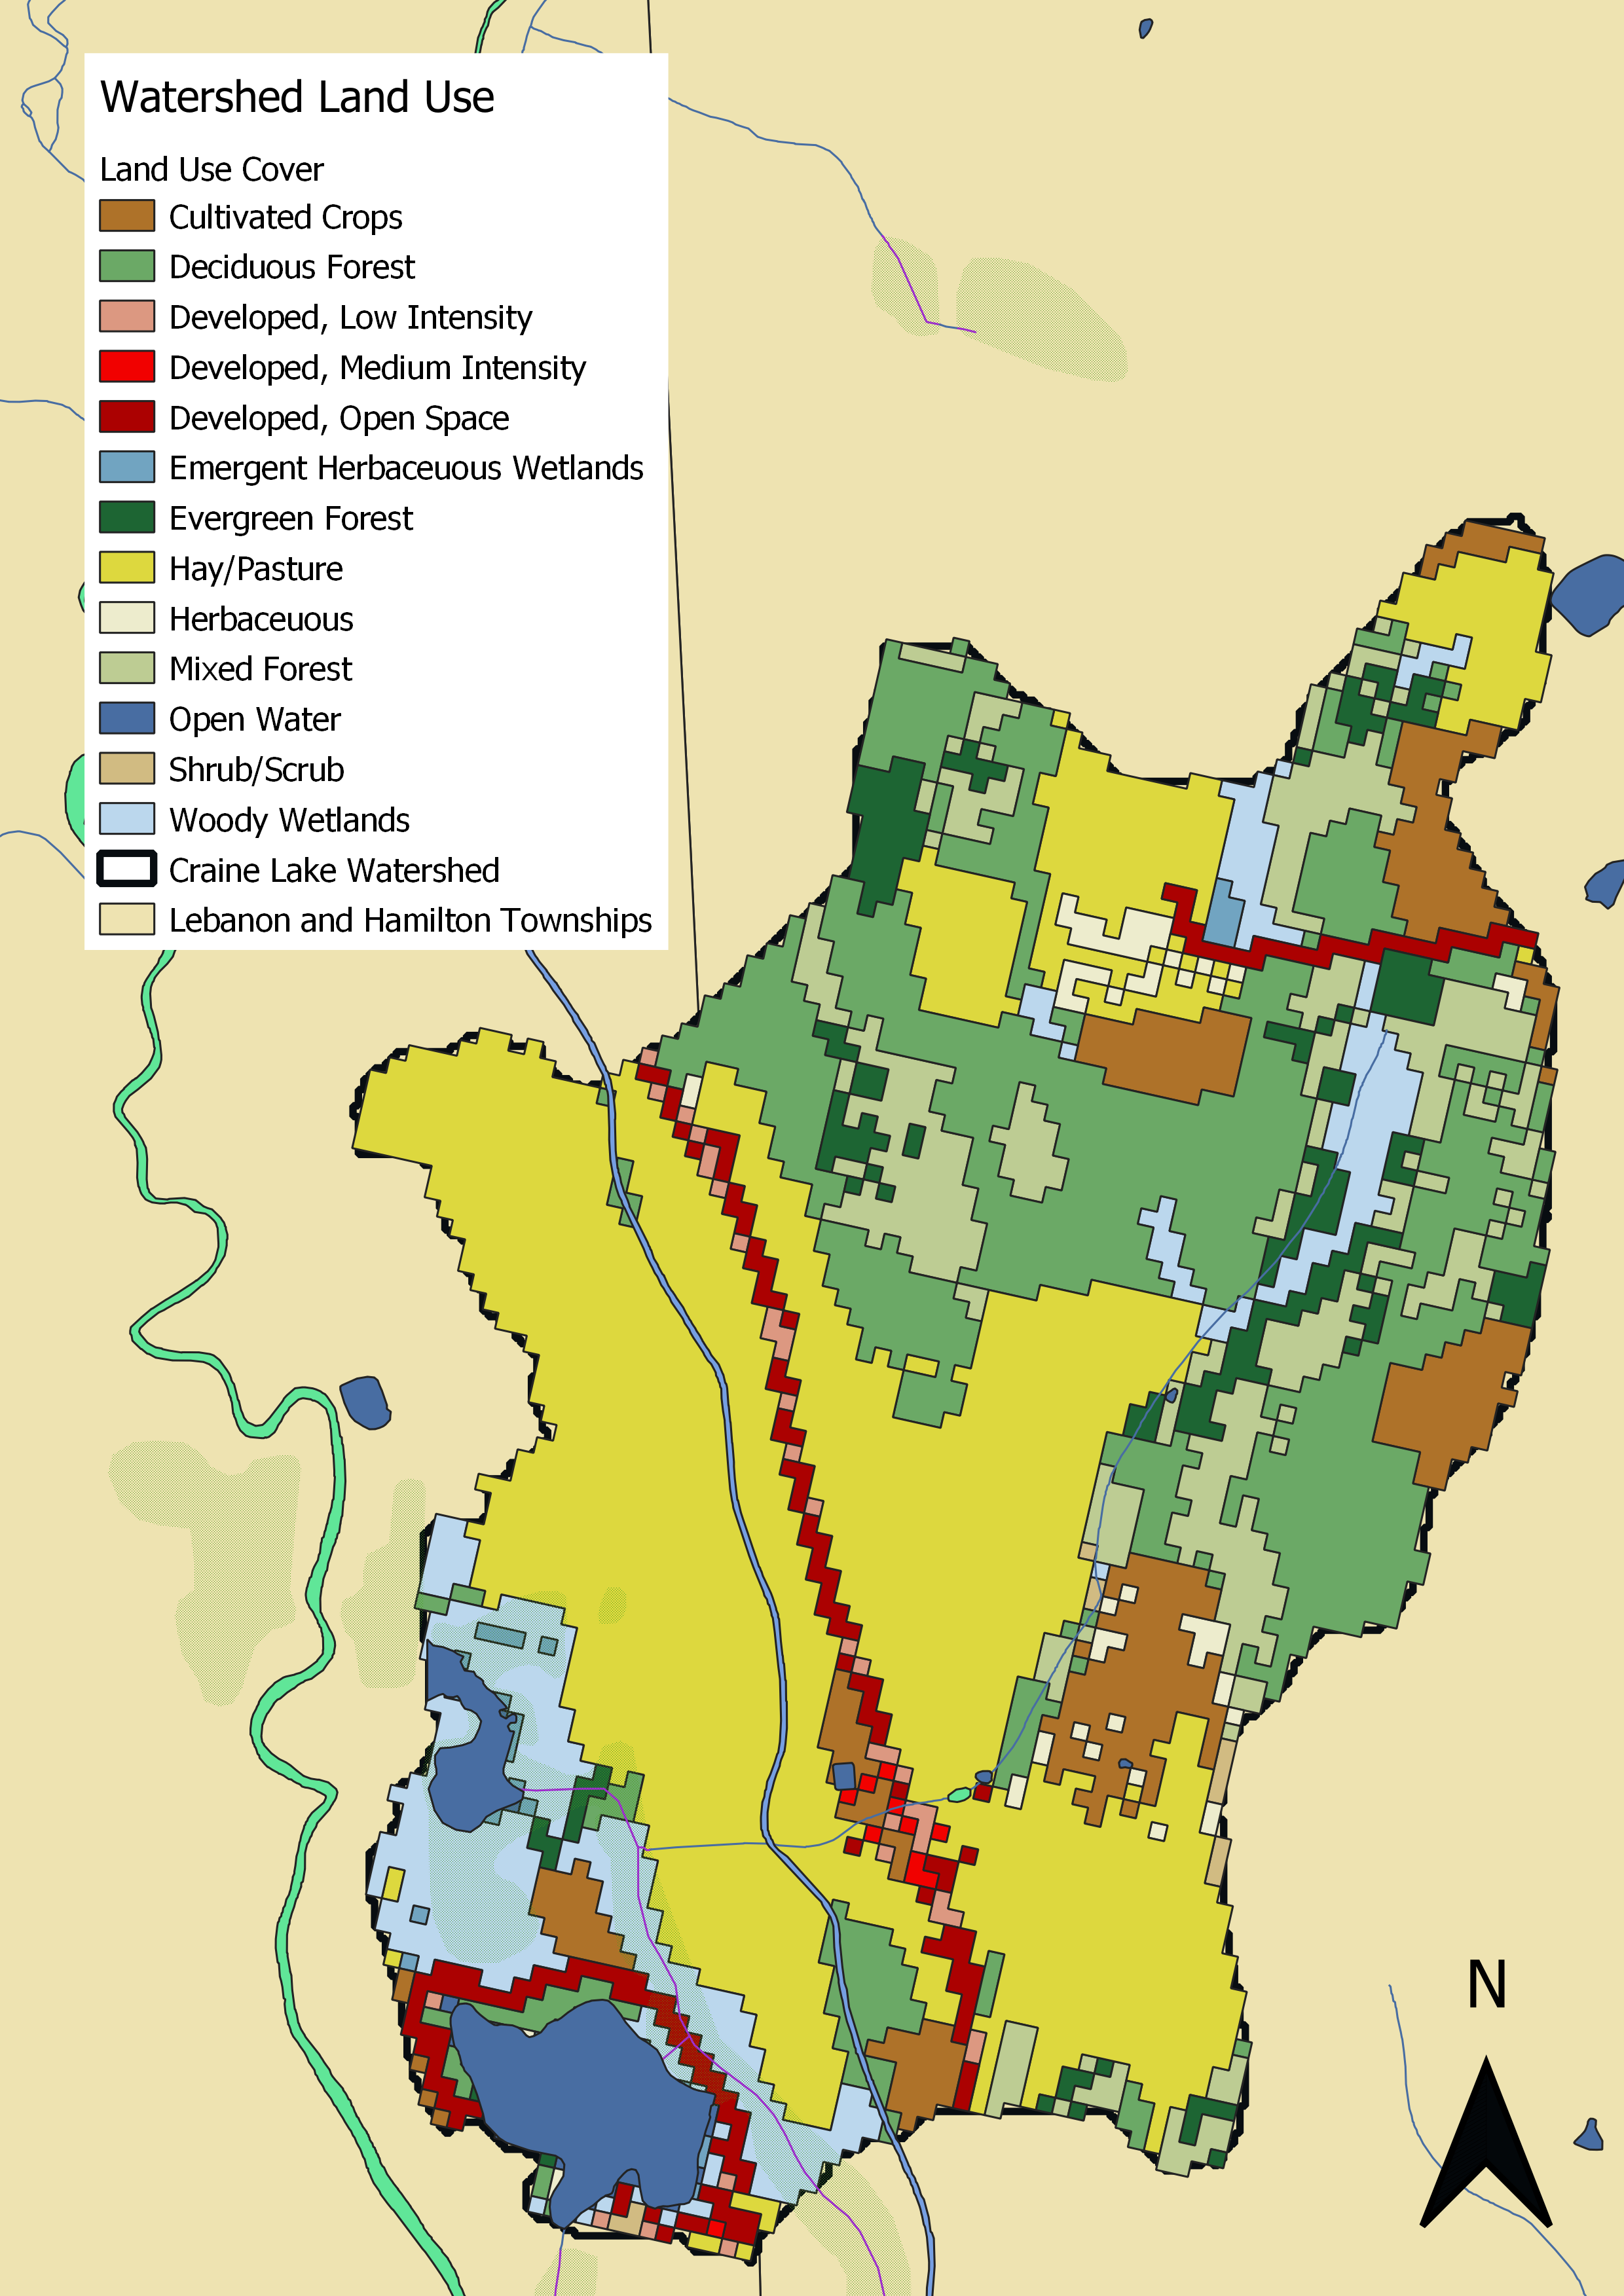 Watershed Land Use
Land Use Cover
Cultivated Crops
Deciduous Forest
Developed, Low Intensity
Developed, Medium Intensity
Developed, Open Space
Emergent Herbaceuous Wetlands
Evergreen Forest
Hay/Pasture
Herbaceuous
Mixed Forest
Open Water
Shrub/Scrub
Woody Wetlands
Craine Lake Watershed
Lebanon and Hamilton Townships
N